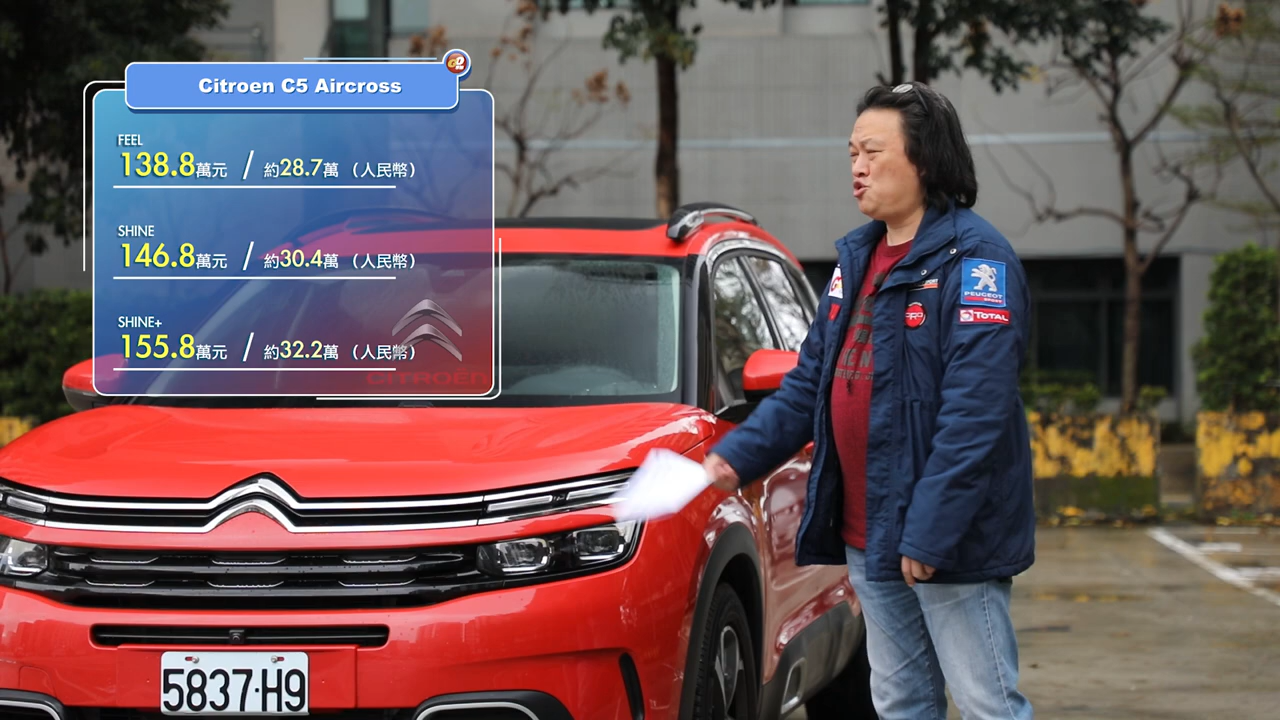 Citroen C5 Aircross
FEEL
138.8萬元 / 約28.7萬 （人民幣）
SHINE
146.8萬元 / 約30.4萬 （人民幣）
SHINE+
155.8萬元 / 約32.2萬 （人民幣）
CITROËN
PEUGEOT
SPORT
TOTAL
5837·H9